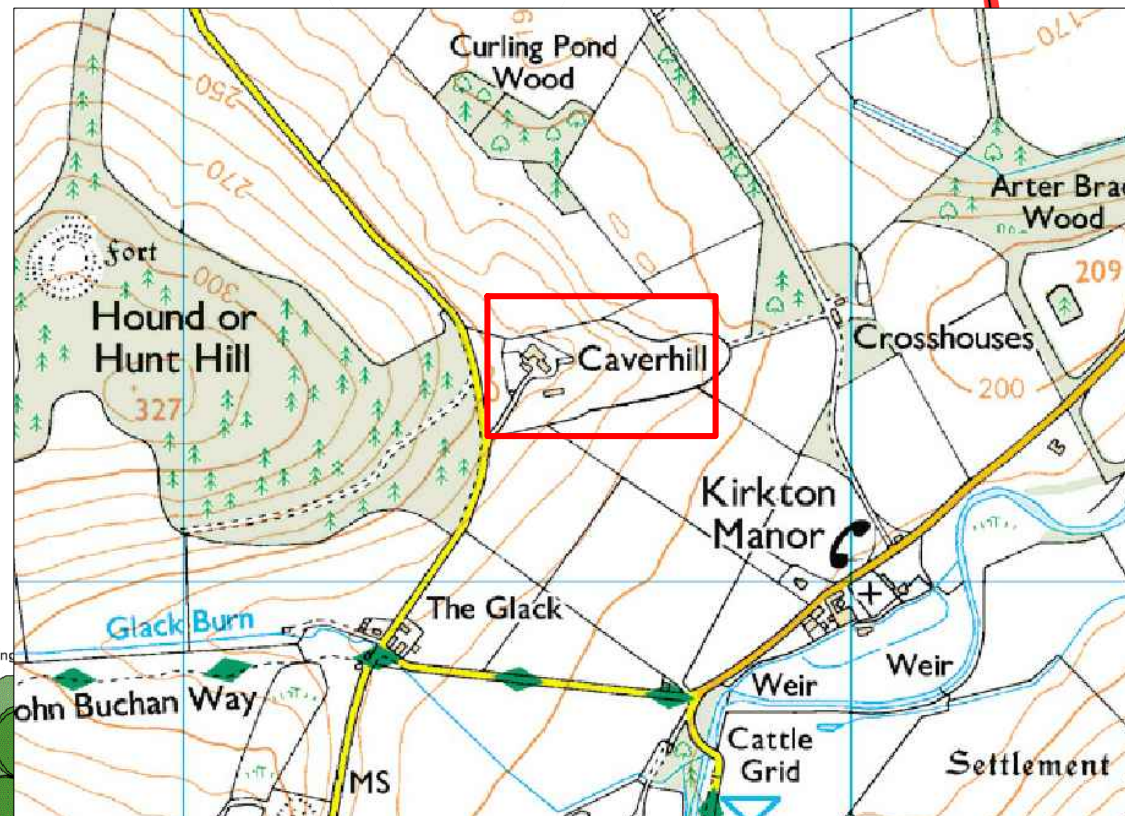 Curling Pond
Wood
170
250
270
Arter Brae
Wood
Fort
300
209
Hound or
Hunt Hill
327
Caverhill
Crosshouses
200
Kirkton
Manor
The Glack
Glack Burn
Weir
Weir
ohn Buchan Way
Cattle
Grid
Settlement
MS